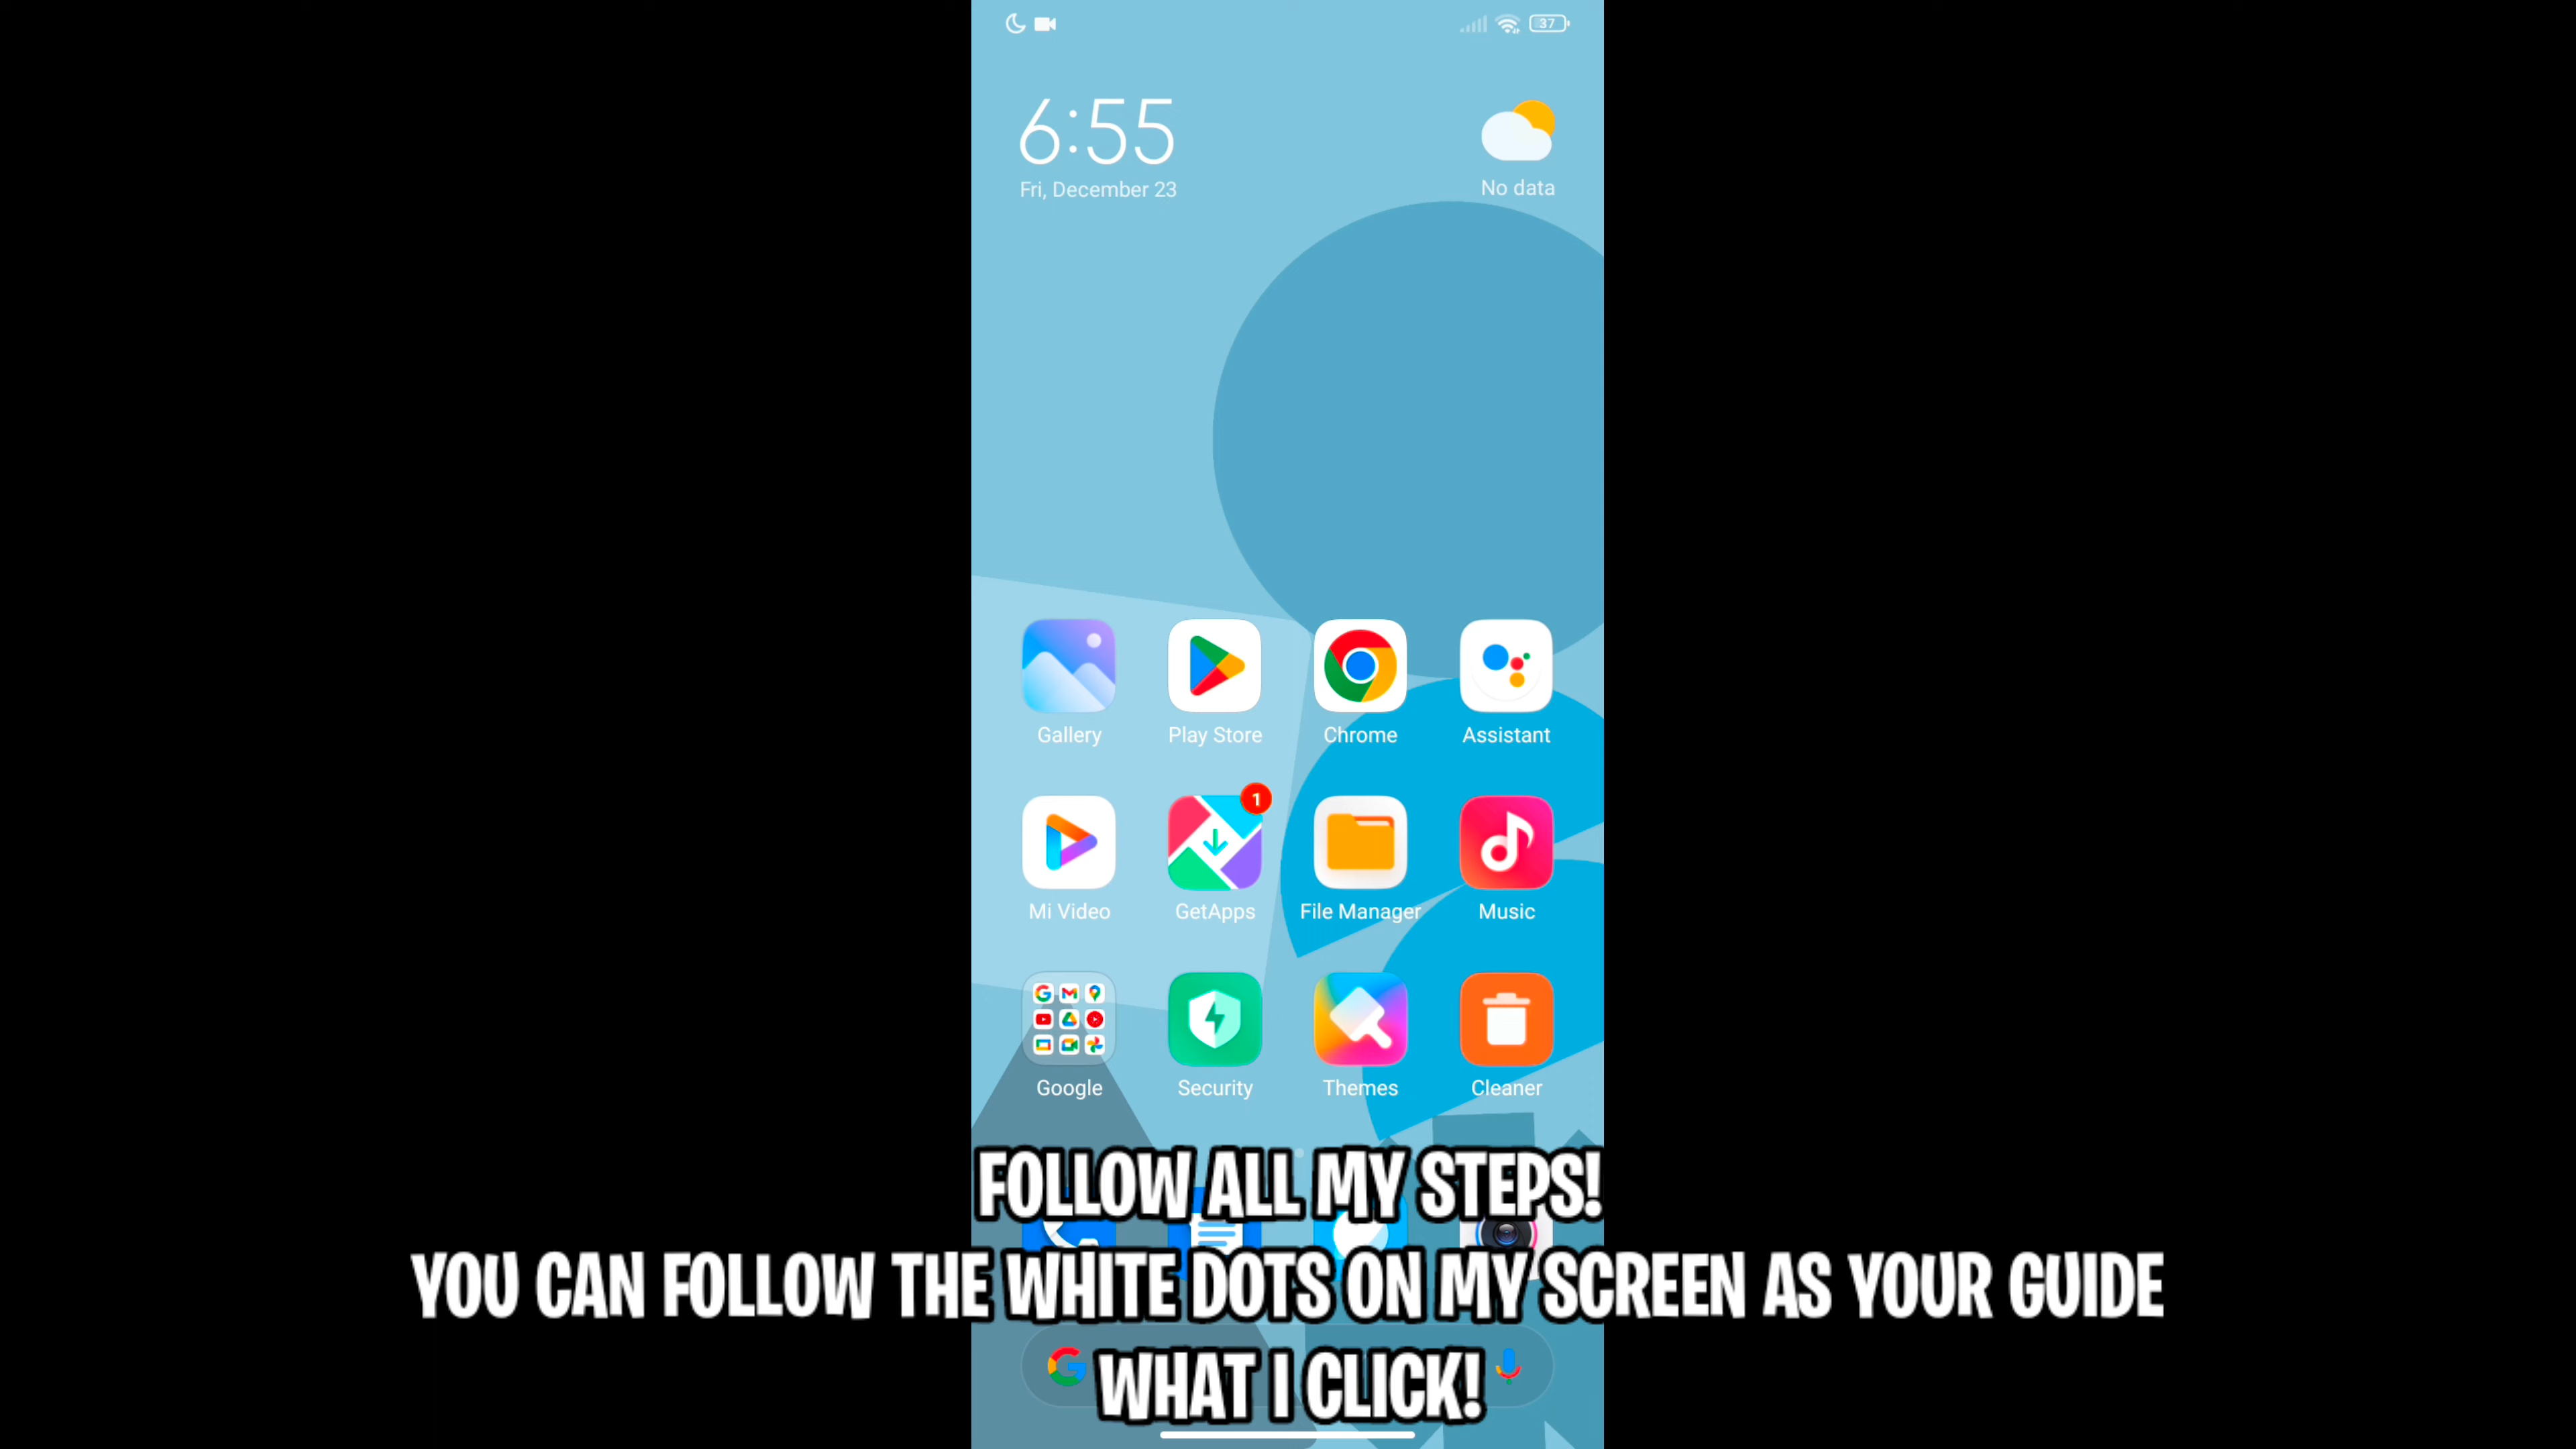 37
6:55
Fri, December 23
No data
Gallery Play Store Chrome Assistant
1
Mi Video GetApps File Manager Music
Google Security Themes Cleaner
FOLLOW ALL MY STEPS!
YOU CAN FOLLOW THE WHITE DOTS ON MY SCREEN AS YOUR GUIDE
WHAT I CLICK!